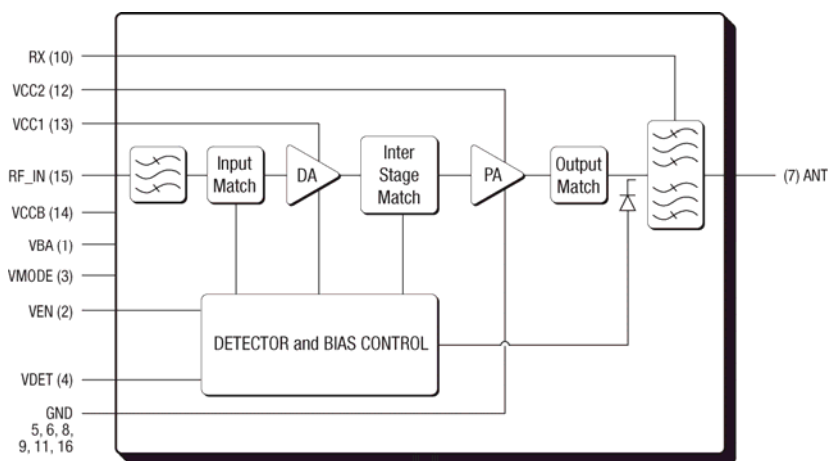 RX (10)
VCC2 (12)
VCC1 (13)
RF_IN (15)
VCCB (14)
VBA (1)
VMODE (3)
VEN (2)
VDET (4)
GND
5, 6, 8,
9, 11, 16
Input
Match
DA
Inter
Stage
Match
PA
Output
Match
(7) ANT
DETECTOR and BIAS CONTROL